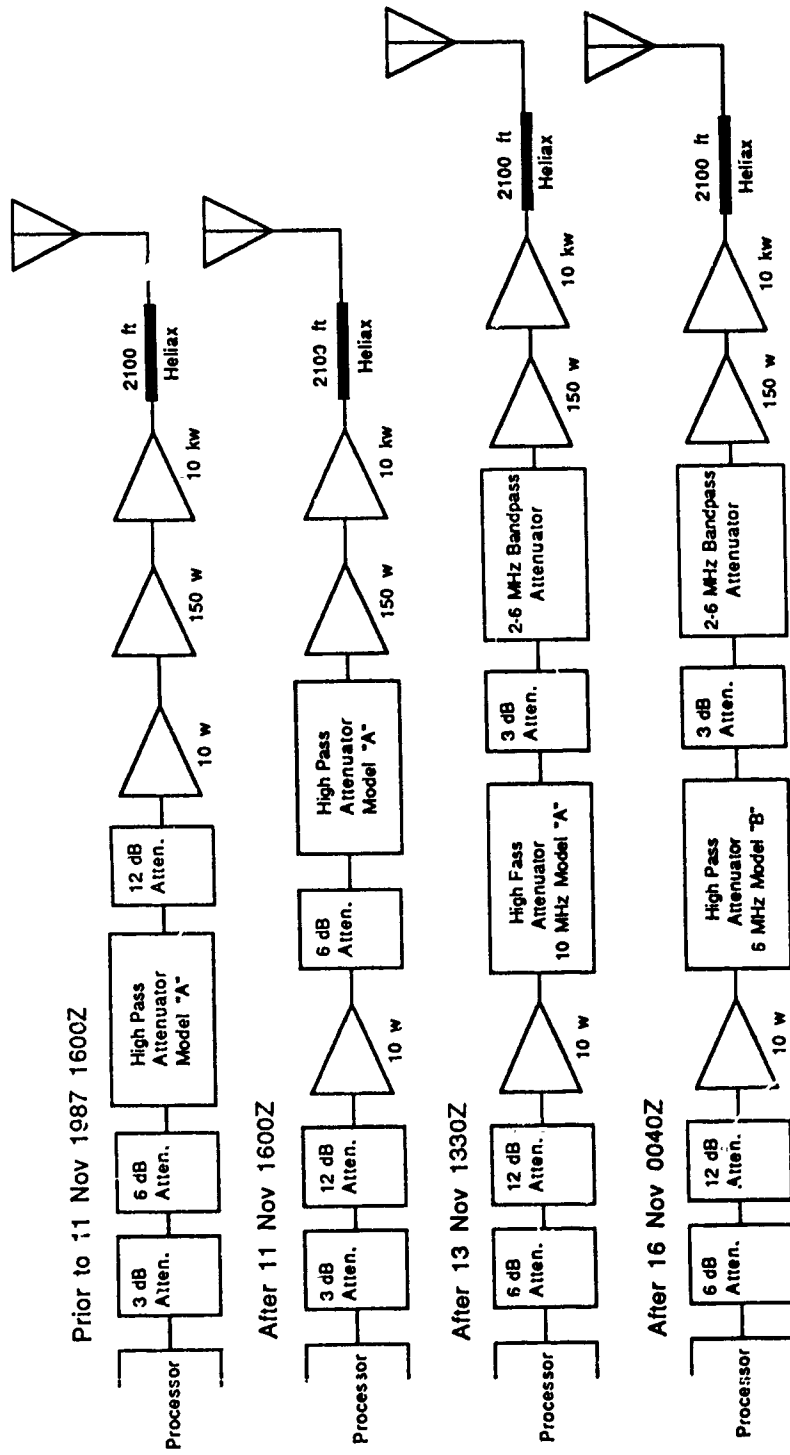 Prior to 11 Nov 1987 1600Z
Processor
3 dB
Atten.
6 dB
Atten.
High Pass
Attenuator
Model "A"
12 dB
Atten.
10 w
150 w
10 kw
2100 ft
Heliax
After 11 Nov 1600Z
Processor
3 dB
Atten.
12 dB
Atten.
10 w
6 dB
Atten.
High Pass
Attenuator
Model "A"
150 w
10 kw
2100 ft
Heliax
After 13 Nov 1330Z
Processor
6 dB
Atten.
12 dB
Atten.
10 w
High Fass
Attenuator
10 MHz Model "A"
3 dB
Atten.
2-6 MHz Bandpass
Attenuator
150 w
10 kw
2100 ft
Heliax
After 16 Nov 0040Z
Processor
6 dB
Atten.
12 dB
Atten.
10 w
High Pass
Attenuator
6 MHz Model "B"
3 dB
Atten.
2-6 MHz Bandpass
Attenuator
150 w
10 kw
2100 ft
Heliax